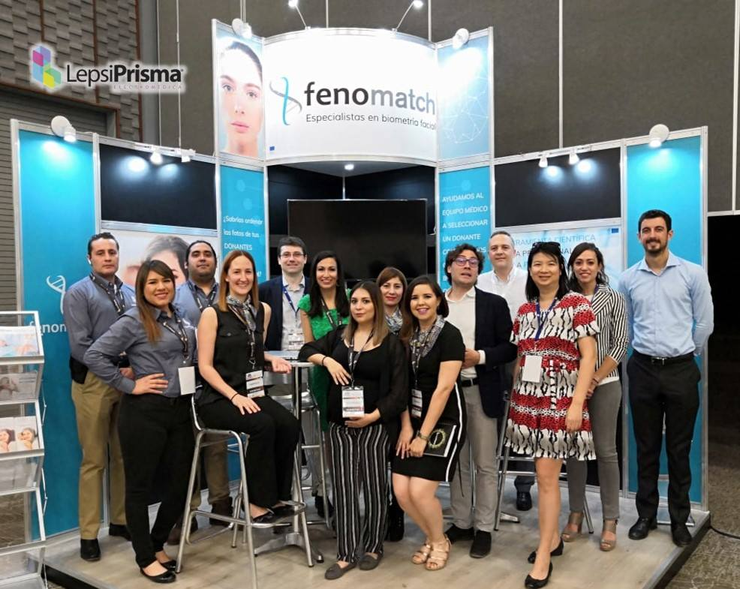 LepsiPrisma
fenomatch
Especialistas en biometría facial
¿Sabrías ordenar
las fotos de tus
DONANTES
AYUDAMOS AL
EQUIPO MÉDICO
A SELECCIONAR
UN DONANTE
CIENTÍFICA